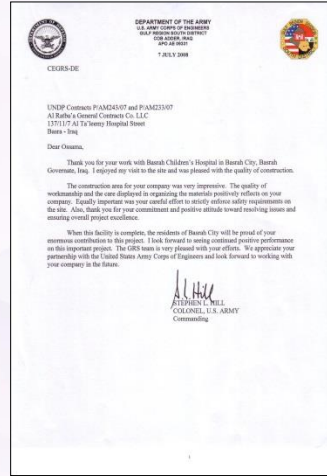 DEPARTMENT OF THE ARMY
U.S. ARMY CORPS OF ENGINEERS
GULF REGION SOUTH DISTRICT
COB ADDER, IRAQ
APO AE 09331
7 JULY 2008
CEGRS-DE
UNDP Contracts P/AM243/07 and P/AM233/07
Al Retba'a General Contracts Co. LLC
137/11/7 Al Ta'leemy Hospital Street
Basra - Iraq
Dear Ousama,
Thank you for your work with Basrah Children's Hospital in Basrah City, Basrah
Governate, Iraq. I enjoyed my visit to the site and was pleased with the quality of construction.
The construction area for your company was very impressive. The quality of
workmanship and the care displayed in organizing the materials positively reflects on your
company. Equally important was your careful effort to strictly enforce safety requirements on
the site. Also, thank you for your commitment and positive attitude toward resolving issues and
ensuring overall project excellence.
When this facility is complete, the residents of Basrah City will be proud of your
enormous contribution to this project. I look forward to seeing continued positive performance
on this important project. The GRS team is very pleased with your efforts. We appreciate your
partnership with the United States Army Corps of Engineers and look forward to working with
your company in the future.
STEPHEN L. HILL
COLONEL, U.S. ARMY
Commanding